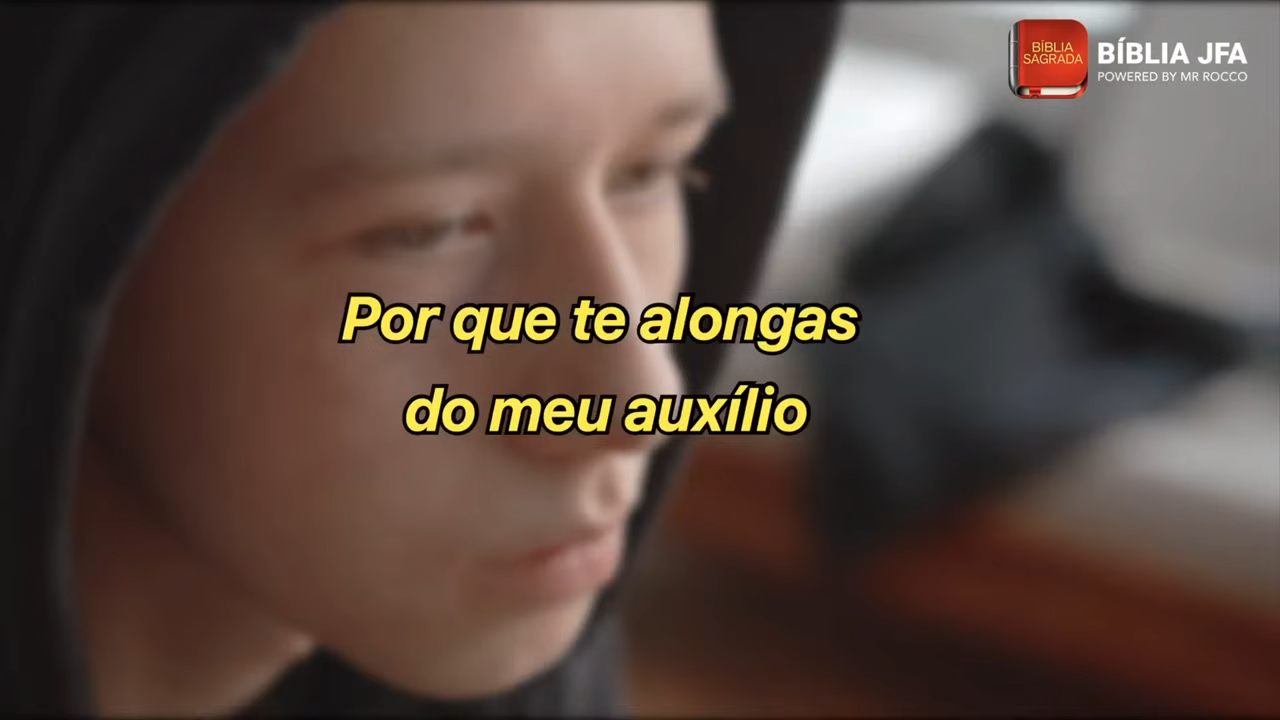 BÍBLIA
SAGRADA
BÍBLIA JFA
POWERED BY MR ROCCO
Por que te alongas
do meu auxílio